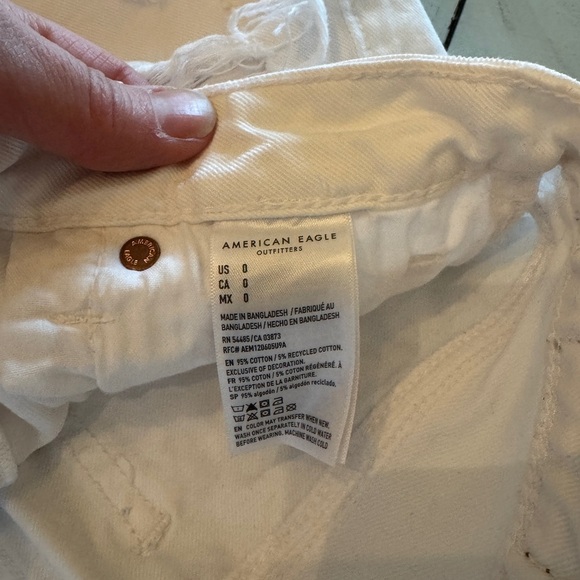 AMERICAN EAGLE
OUTFITTERS
US 0
CA 0
MX 0
MADE IN BANGLADESH / FABRIQUÉ AU
BANGLADESH / HECHO EN BANGLADESH
RN 54485/CA 03873
RFC# AEM120605U9A
EN 95% COTTON / 5% RECYCLED COTTON,
EXCLUSIVE OF DECORATION.
FR 95% COTON / 5% COTON RÉGÉNÉRÉ, À
L'EXCEPTION DE LA GARNITURE.
SP 95% algodón / 5% algodón reciclado.
EN COLOR MAY TRANSFER WHEN NEW.
WASH ONCE SEPARATELY IN COLD WATER
BEFORE WEARING. MACHINE WASH COLD
AMERICAN